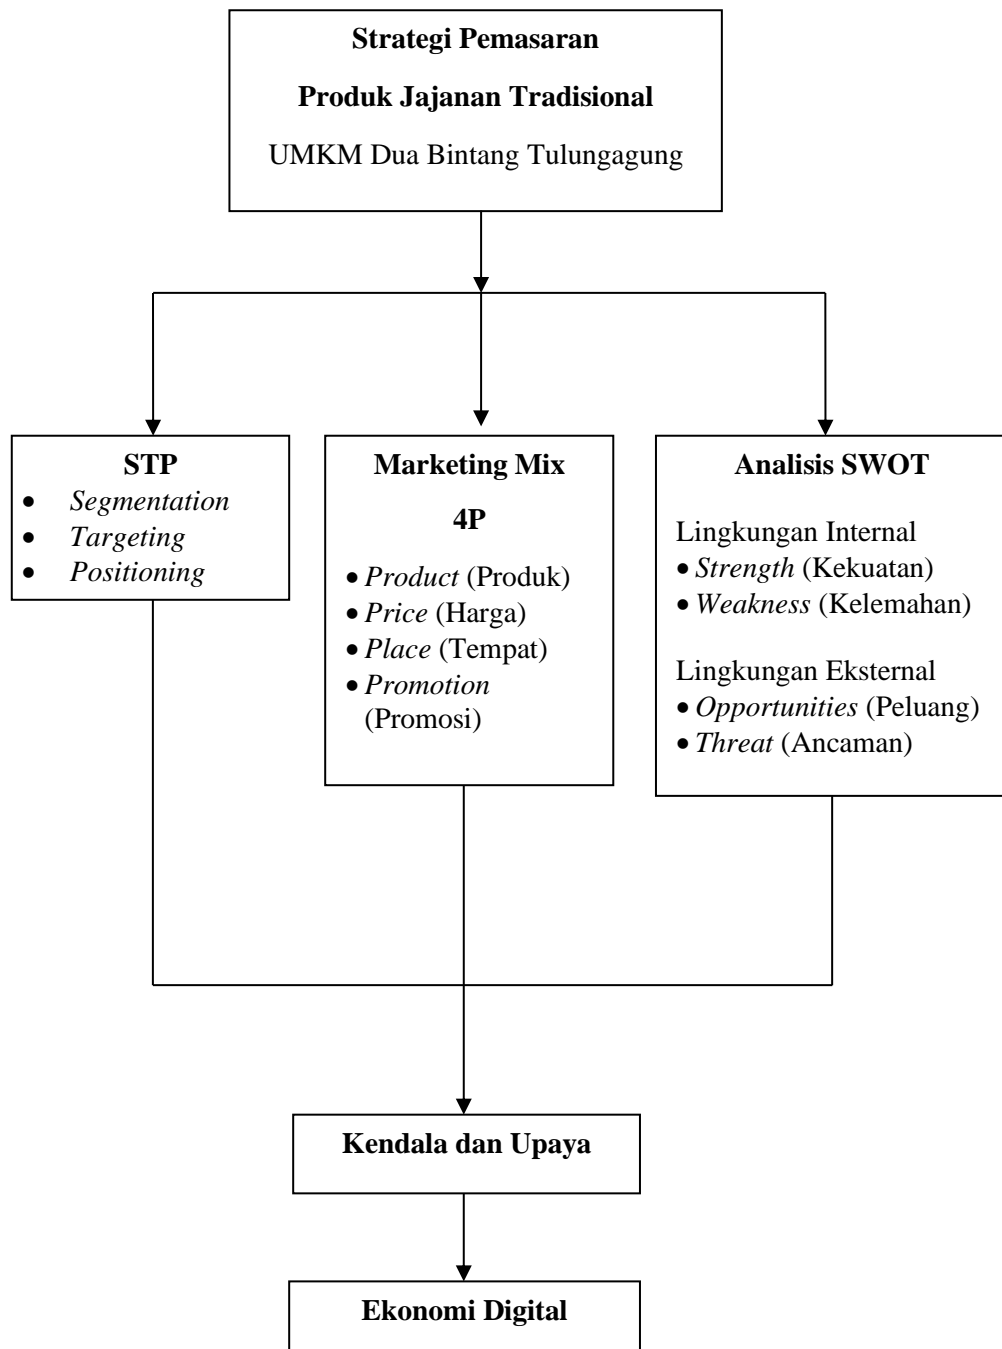 Strategi Pemasaran
Produk Jajanan Tradisional
UMKM Dua Bintang Tulungagung
STP
• Segmentation
• Targeting
• Positioning
Marketing Mix
4P
• Product (Produk)
• Price (Harga)
• Place (Tempat)
• Promotion
(Promosi)
Analisis SWOT
Lingkungan Internal
• Strength (Kekuatan)
• Weakness (Kelemahan)
Lingkungan Eksternal
• Opportunities (Peluang)
• Threat (Ancaman)
Kendala dan Upaya
Ekonomi Digital